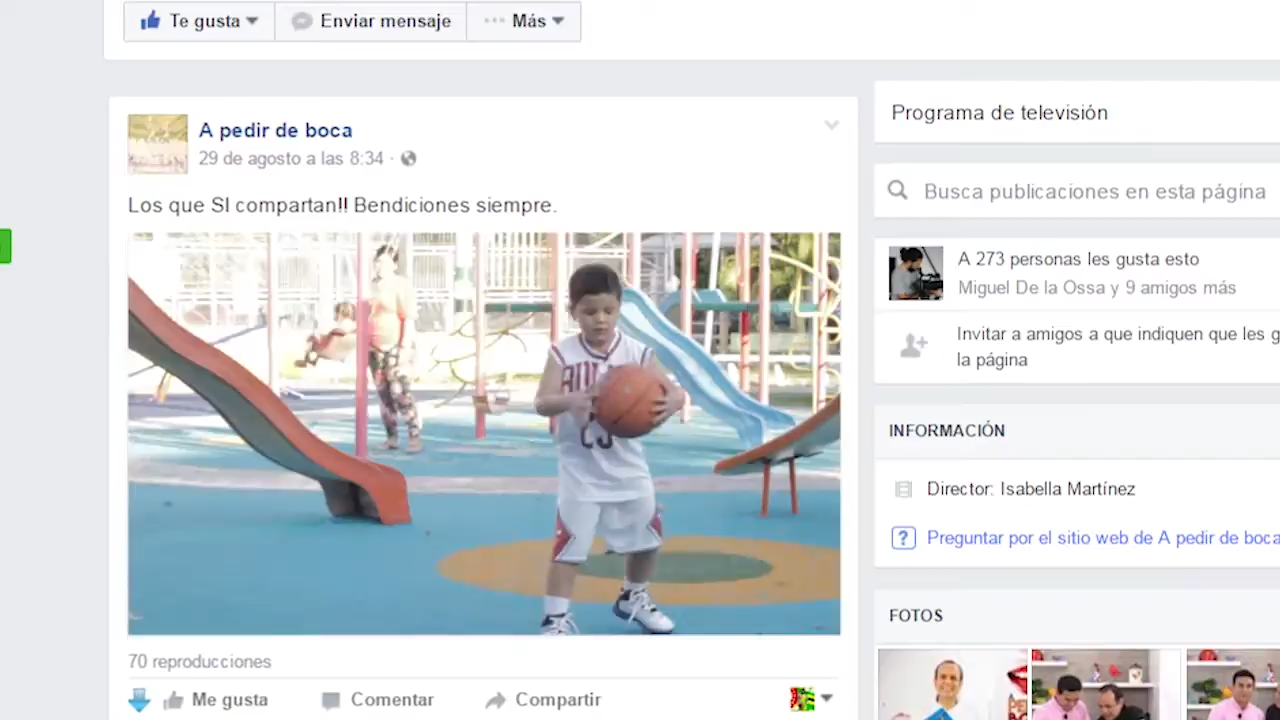 Te gusta
Enviar mensaje
Más
A pedir de boca
29 de agosto a las 8:34 ·
Los que SI compartan!! Bendiciones siempre.
23
70 reproducciones
Me gusta
Comentar
Compartir
Programa de televisión
Busca publicaciones en esta página
A 273 personas les gusta esto
Miguel De la Ossa y 9 amigos más
Invitar a amigos a que indiquen que les g
la página
INFORMACIÓN
Director: Isabella Martínez
?
Preguntar por el sitio web de A pedir de boca
FOTOS